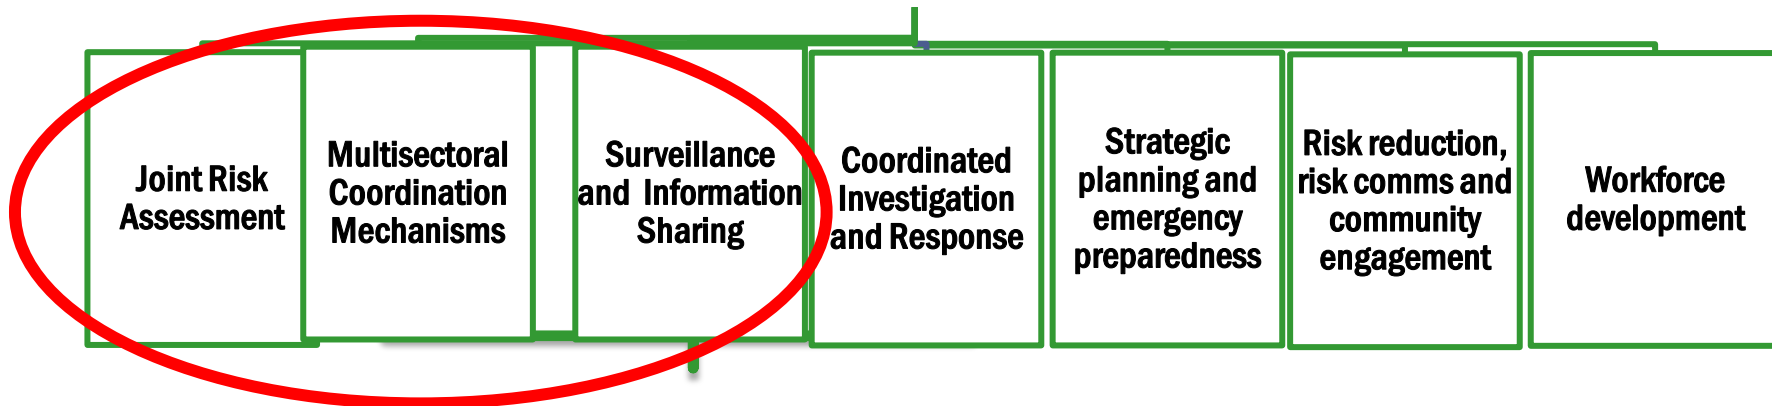 Joint Risk
Assessment
Multisectoral
Coordination
Mechanisms
Surveillance
and Information
Sharing
Coordinated
Investigation
and Response
Strategic
planning and
emergency
preparedness
Risk reduction,
risk comms and
community
engagement
Workforce
development